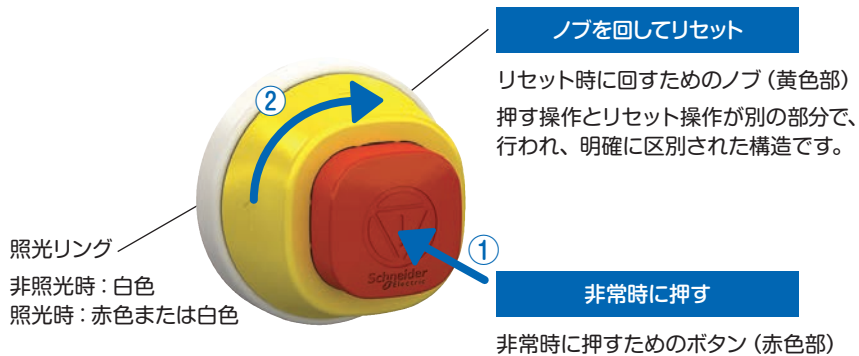 ノブを回してリセット
リセット時に回すためのノブ（黄色部）
押す操作とリセット操作が別の部分で、
行われ、明確に区別された構造です。
②
①
Schneider
Electric
照光リング
非照光時：白色
照光時：赤色または白色
非常時に押す
非常時に押すためのボタン（赤色部）